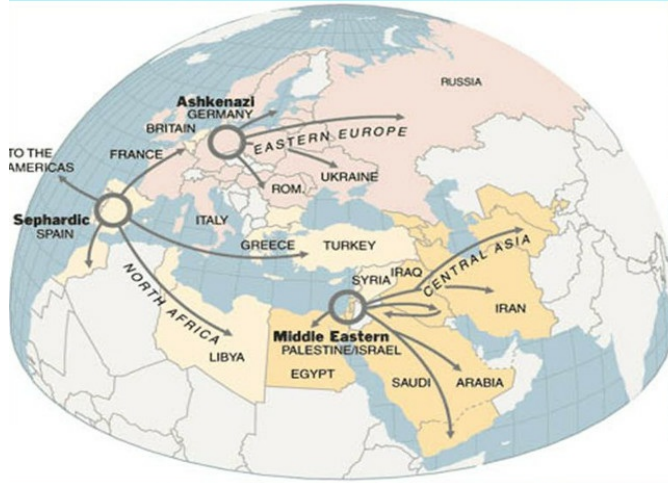 RUSSIA
Ashkenazi
GERMANY
BRITAIN
EASTERN EUROPE
FRANCE
TO THE
AMERICAS
UKRAINE
ROM.
Sephardic
SPAIN
ITALY
GREECE
TURKEY
SYRIA
IRAQ
CENTRAL ASIA
NORTH AFRICA
IRAN
Middle Eastern
PALESTINE/ISRAEL
LIBYA
EGYPT
SAUDI ARABIA